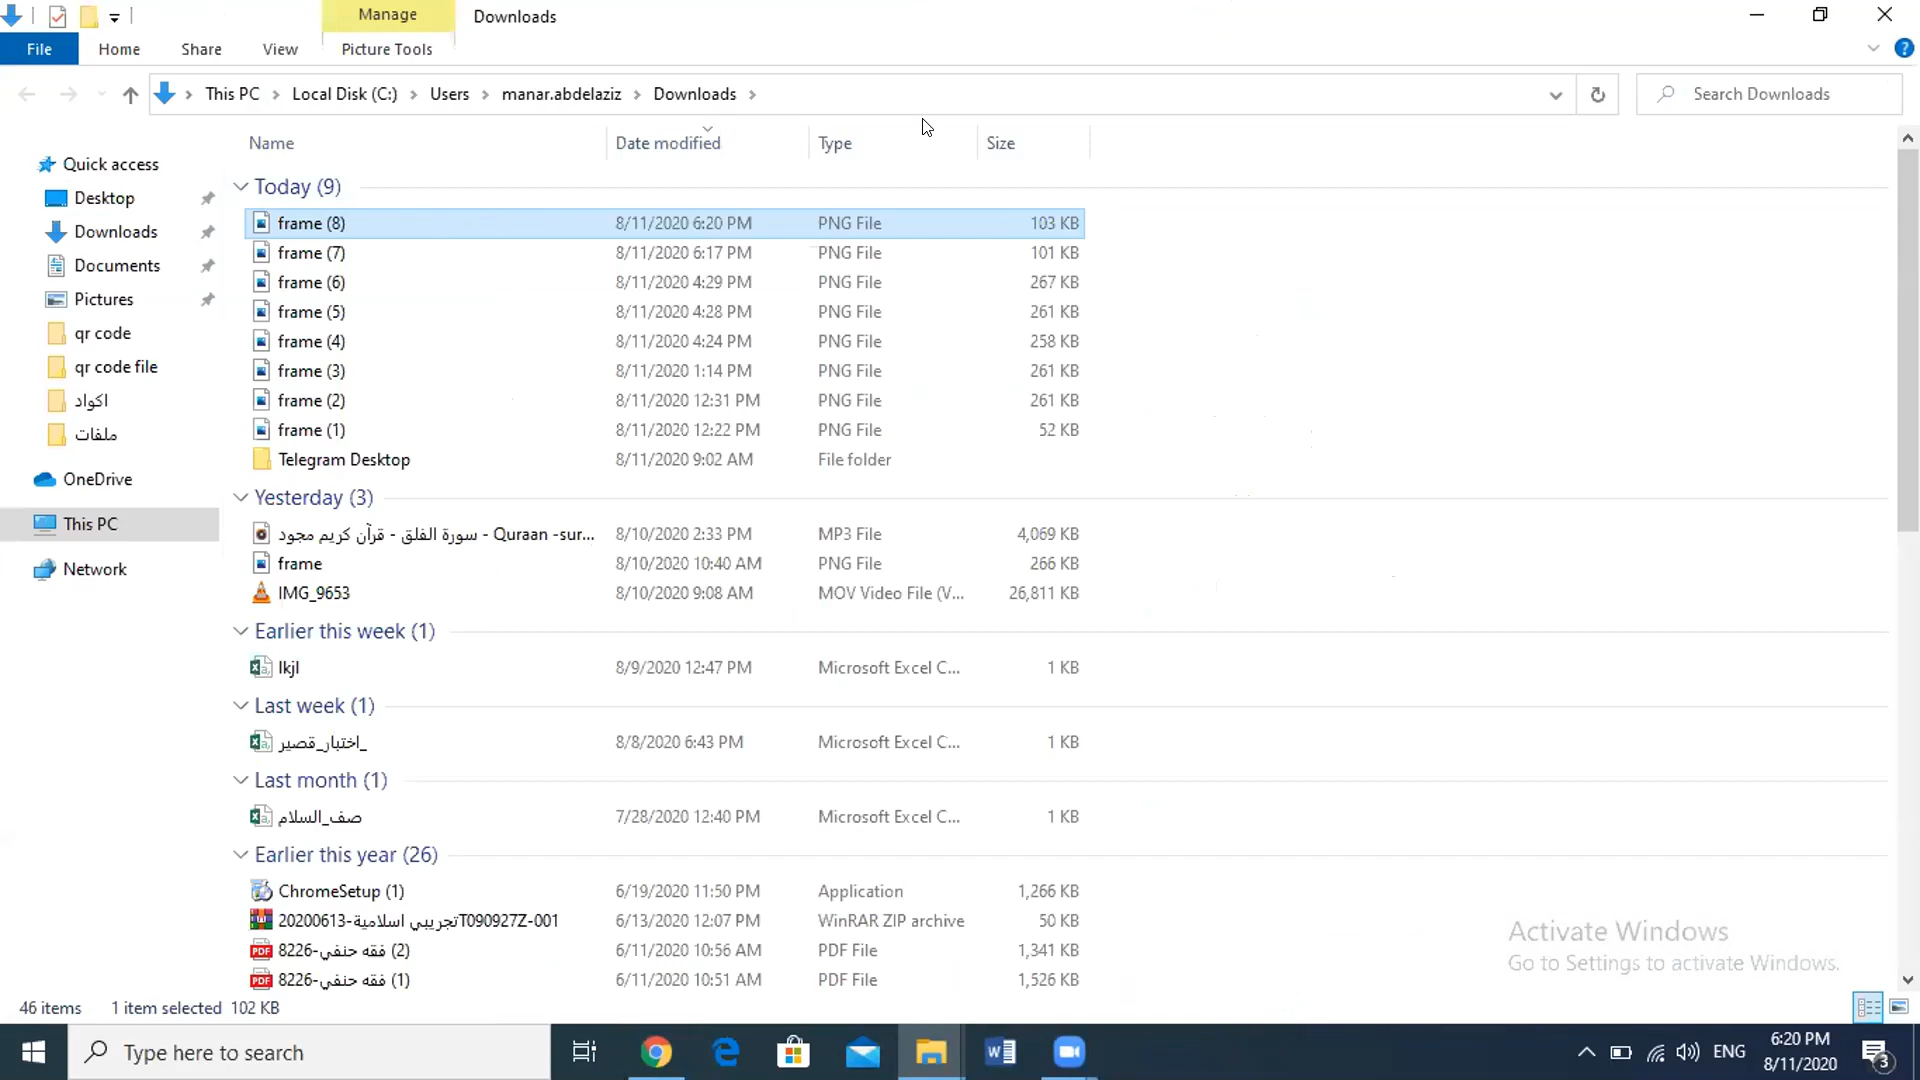 Manage
Downloads
File
Home
Share
View
Picture Tools
This PC
Local Disk (C:)
Users
manar.abdelaziz
Downloads
Search Downloads
Name
Date modified
Type
Size
Quick access
Desktop
Downloads
Documents
Pictures
qr code
qr code file
اكواد
ملفات
OneDrive
This PC
Network
Today (9)
frame (8) 8/11/2020 6:20 PM PNG File 103 KB
frame (7) 8/11/2020 6:17 PM PNG File 101 KB
frame (6) 8/11/2020 4:29 PM PNG File 267 KB
frame (5) 8/11/2020 4:28 PM PNG File 261 KB
frame (4) 8/11/2020 4:24 PM PNG File 258 KB
frame (3) 8/11/2020 1:14 PM PNG File 261 KB
frame (2) 8/11/2020 12:31 PM PNG File 261 KB
frame (1) 8/11/2020 12:22 PM PNG File 52 KB
Telegram Desktop 8/11/2020 9:02 AM File folder
Yesterday (3)
سورة الفلق - قرآن كريم مجود - Quraan -sur... 8/10/2020 2:33 PM MP3 File 4,069 KB
frame 8/10/2020 10:40 AM PNG File 266 KB
IMG_9653 8/10/2020 9:08 AM MOV Video File (V... 26,811 KB
Earlier this week (1)
lkjl 8/9/2020 12:47 PM Microsoft Excel C... 1 KB
Last week (1)
اختبار_قصير_ 8/8/2020 6:43 PM Microsoft Excel C... 1 KB
Last month (1)
صف_السلام 7/28/2020 12:40 PM Microsoft Excel C... 1 KB
Earlier this year (26)
ChromeSetup (1) 6/19/2020 11:50 PM Application 1,266 KB
تجريبي اسلامية-20200613T090927Z-001 6/13/2020 12:07 PM WinRAR ZIP archive 50 KB
8226-فقه حنفي (2) 6/11/2020 10:56 AM PDF File 1,341 KB
8226-فقه حنفي (1) 6/11/2020 10:51 AM PDF File 1,526 KB
Activate Windows
Go to Settings to activate Windows.
46 items 1 item selected 102 KB
Type here to search
ENG
6:20 PM
8/11/2020
3